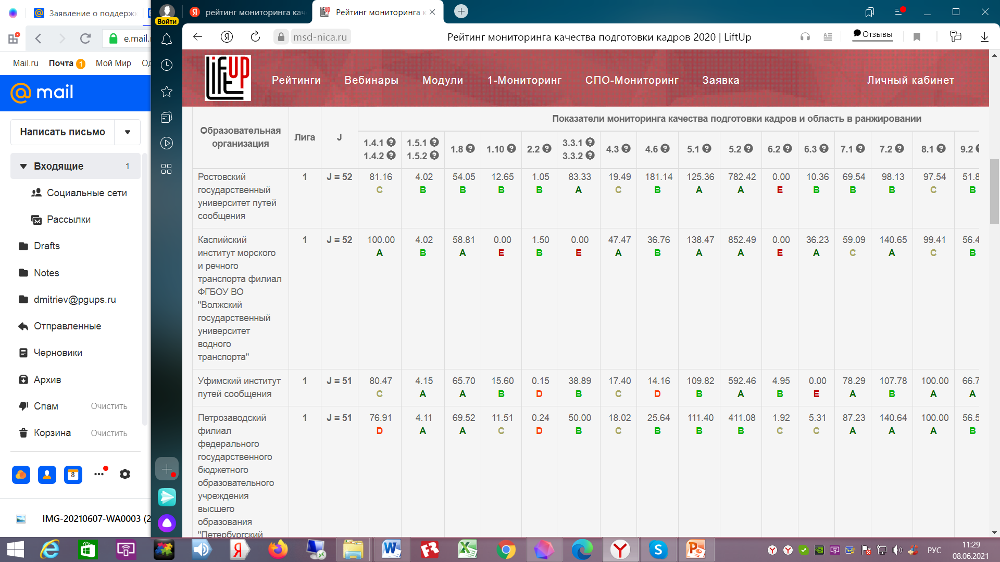 Заявление о поддержк
e.mail.r
Mail.ru Почта 1 Мой Мир Од
mail
Написать письмо
Входящие 1
Социальные сети
Рассылки
Drafts
Notes
dmitriev@pgups.ru
Отправленные
Черновики
Архив
Спам Очистить
Корзина Очистить
8
IMG-20210607-WA0003 (2
Войти
Я рейтинг мониторинга кач
Рейтинг мониторинга к
msd-nica.ru
Рейтинг мониторинга качества подготовки кадров 2020 | LiftUp
Отзывы
LIFT UP
Рейтинги Вебинары Модули 1-Мониторинг СПО-Мониторинг Заявка Личный кабинет
Показатели мониторинга качества подготовки кадров и область в ранжировании
Образовательная
организация
Лига J
1.4.1 1.5.1 3.3.1
1.8 1.10 2.2 4.3 4.6 5.1 5.2 6.2 6.3 7.1 7.2 8.1 9.2
1.4.2 1.5.2 3.3.2
Ростовский 1 J = 52 81.16 4.02 54.05 12.65 1.05 83.33 19.49 181.14 125.36 782.42 0.00 10.36 69.54 98.13 97.54 51.8
государственный C B B B B A C B A A E B B B C B
университет путей
сообщения
Каспийский 1 J = 52 100.00 4.02 58.81 0.00 1.50 0.00 47.47 36.76 138.47 852.49 0.00 36.23 59.09 140.65 99.41 56.4
институт морского A B A E B E A B A A E A C A C B
и речного
транспорта филиал
ФГБОУ ВО
"Волжский
государственный
университет
водного
транспорта"
Уфимский институт 1 J = 51 80.47 4.15 65.70 15.60 0.15 38.89 17.40 14.16 109.82 592.46 4.95 0.00 78.29 107.78 100.00 66.7
путей сообщения C A A B D B C D B A B E A B A A
Петрозаводский 1 J = 51 76.91 4.11 69.52 11.51 0.24 50.00 18.02 25.64 111.40 411.08 1.92 5.31 87.23 140.64 100.00 56.5
филиал D A A C D B C B B B C C A A A B
федерального
государственного
бюджетного
образовательного
учреждения
высшего
образования
"Петербургский
РУС
11:29
08.06.2021